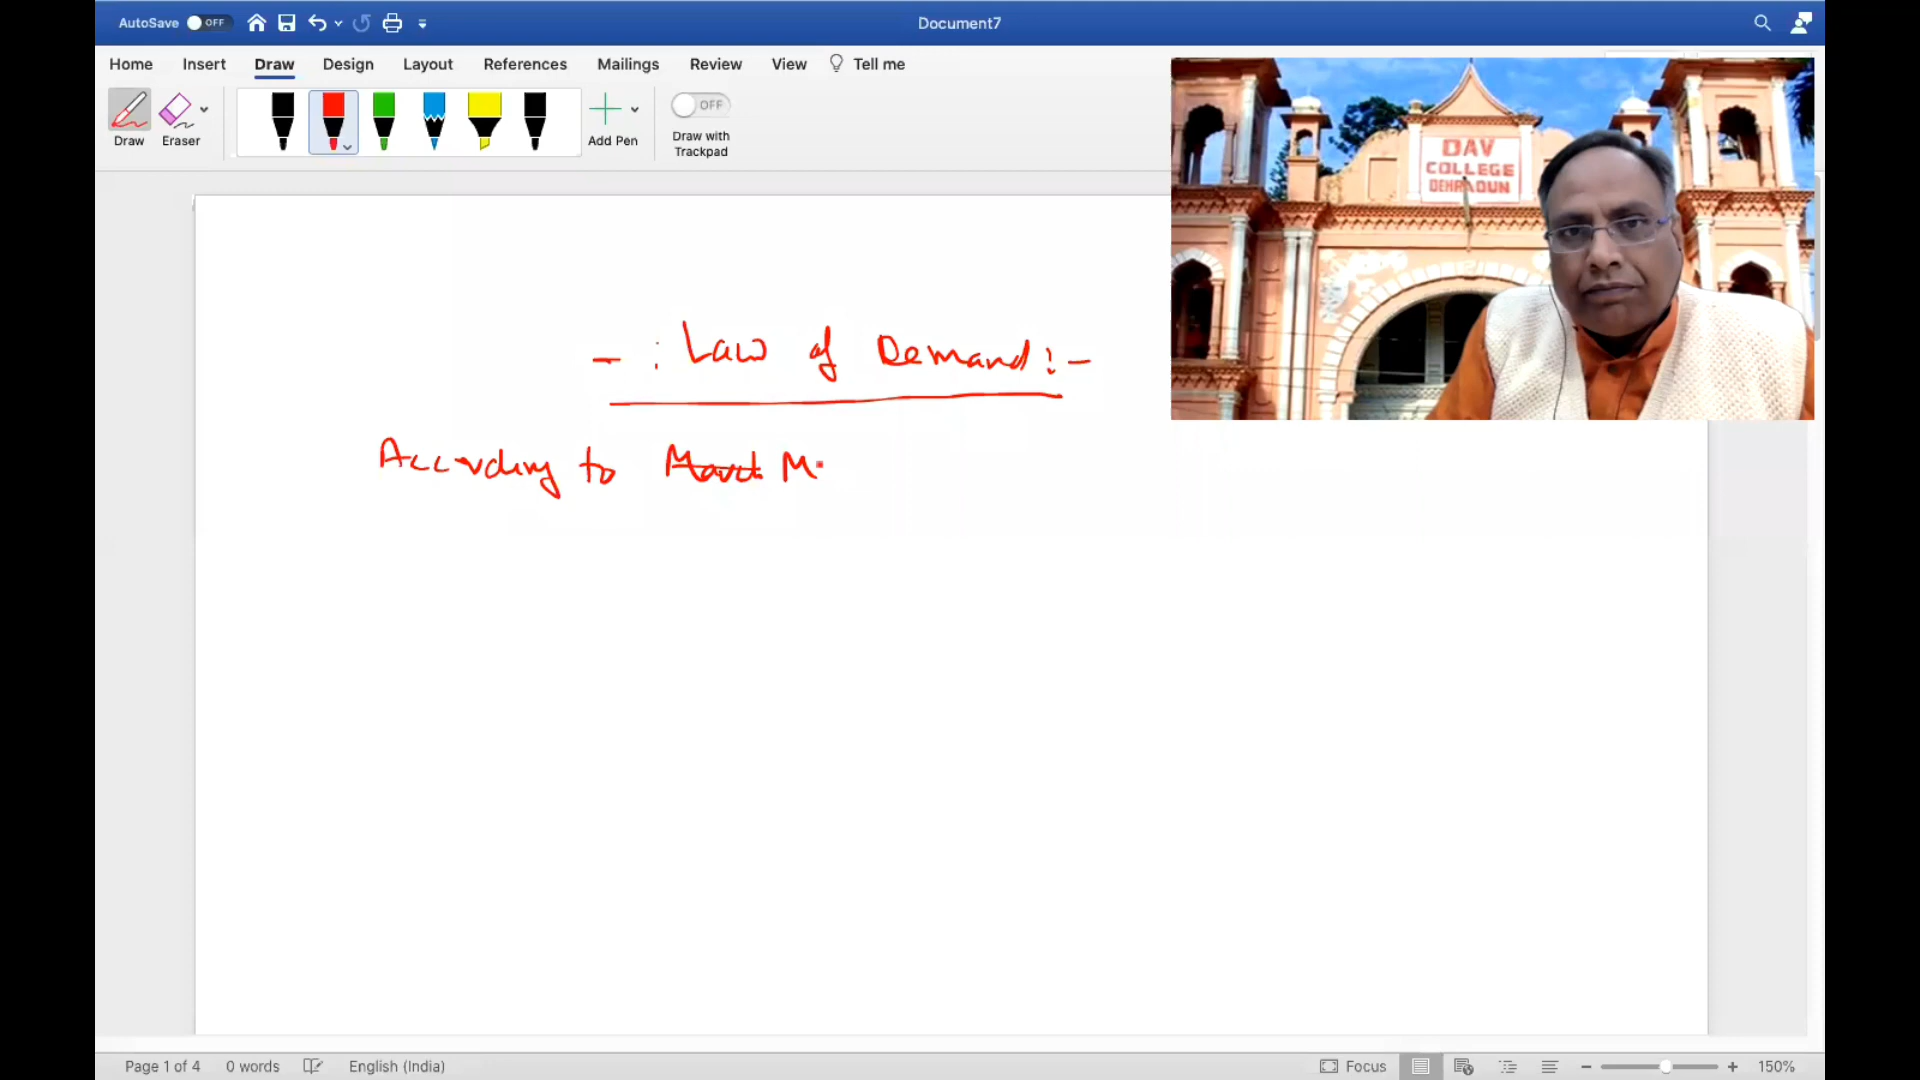 AutoSave OFF
Document7
Home Insert Draw Design Layout References Mailings Review View Tell me
Draw Eraser Add Pen OFF Draw with Trackpad
DAV
COLLEGE
DEHRADUN
- : Law of Demand :-
According to M
Page 1 of 4 0 words English (India) Focus 150%